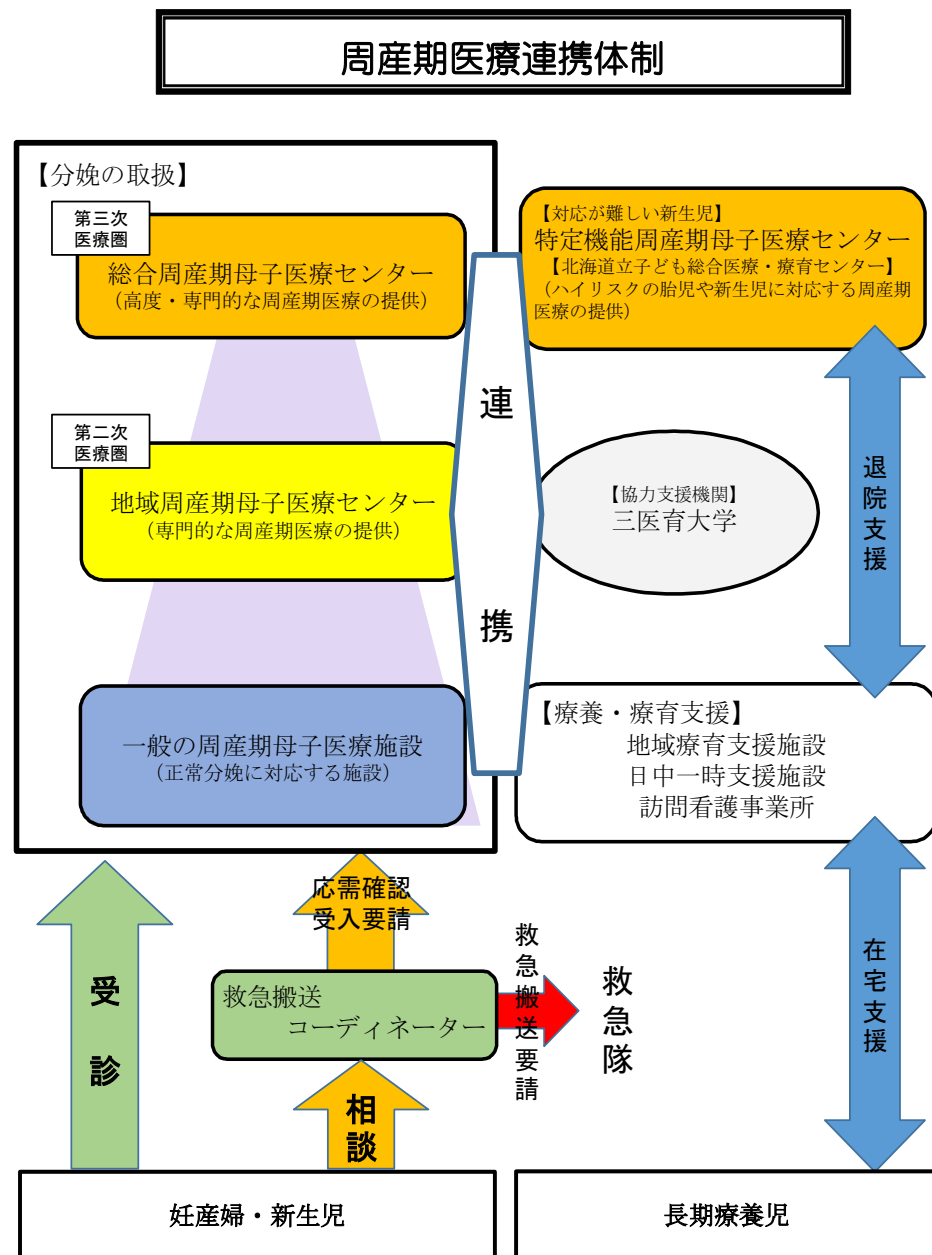 周産期医療連携体制
【分娩の取扱】
第三次
医療圏
総合周産期母子医療センター
（高度・専門的な周産期医療の提供）
【対応が難しい新生児】
特定機能周産期母子医療センター
【北海道立子ども総合医療・療育センター】
（ハイリスクの胎児や新生児に対応する周産期
医療の提供）
連携
第二次
医療圏
地域周産期母子医療センター
（専門的な周産期医療の提供）
【協力支援機関】
三医育大学
退院支援
一般の周産期母子医療施設
（正常分娩に対応する施設）
【療養・療育支援】
地域療育支援施設
日中一時支援施設
訪問看護事業所
応需確認
受入要請
受診
救急搬送
コーディネーター
救急搬送要請
救急隊
在宅支援
相談
妊産婦・新生児
長期療養児